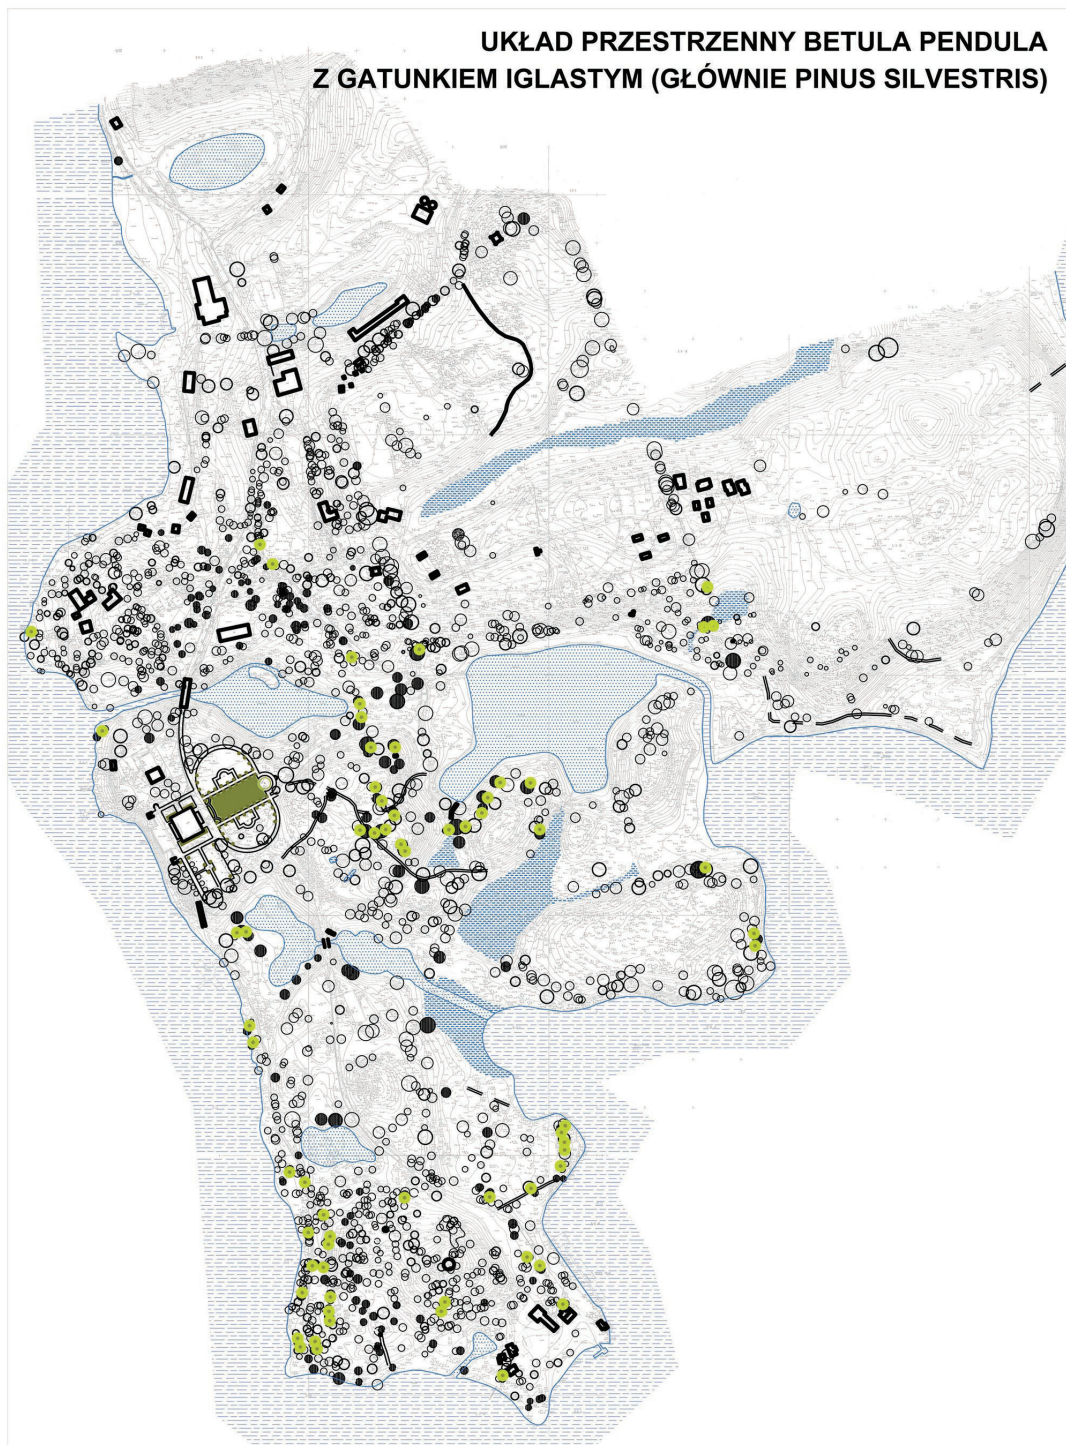 UKŁAD PRZESTRZENNY BETULA PENDULA
Z GATUNKIEM IGLASTYM (GŁÓWNIE PINUS SILVESTRIS)